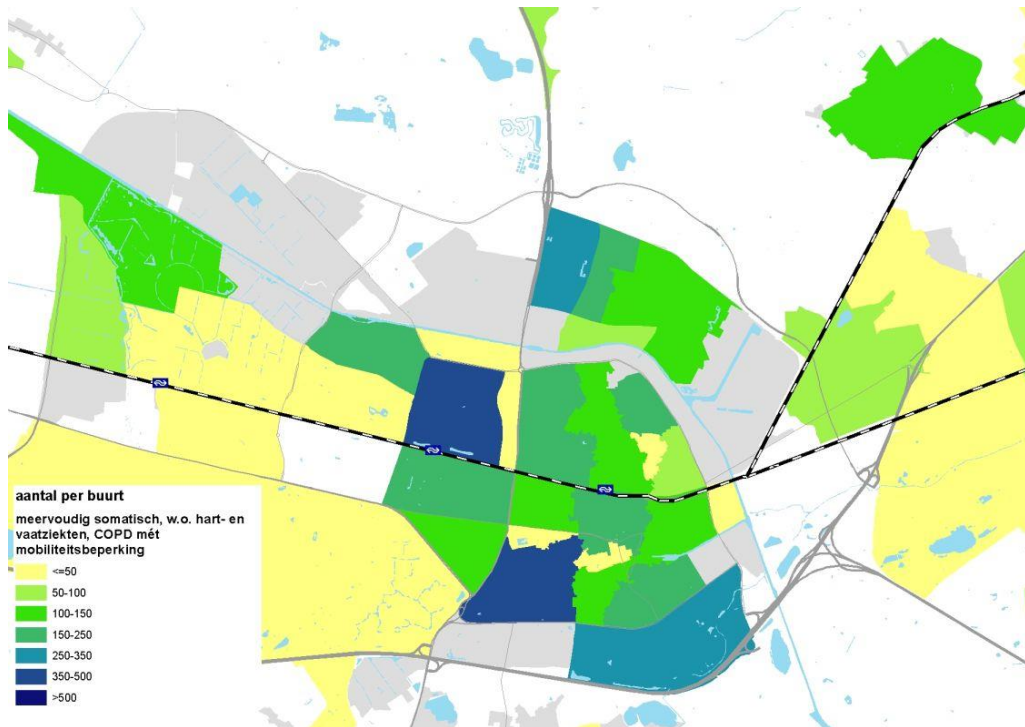 aantal per buurt
meervoudig somatisch, w.o. hart- en
vaatziekten, COPD mét
mobiliteitsbeperking
<=50
50-100
100-150
150-250
250-350
350-500
>500